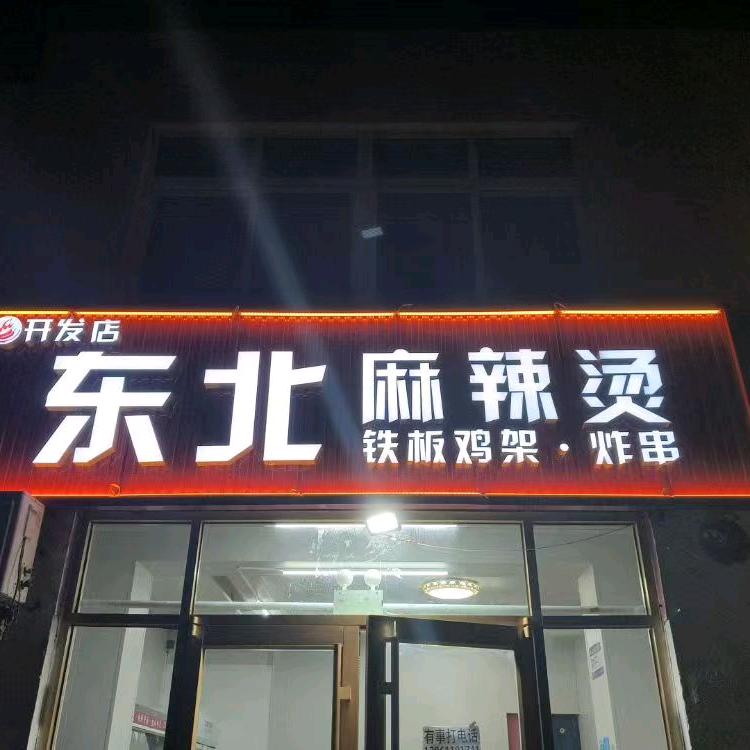 开发店
东北麻辣烫
铁板鸡架·炸串
有事打电话